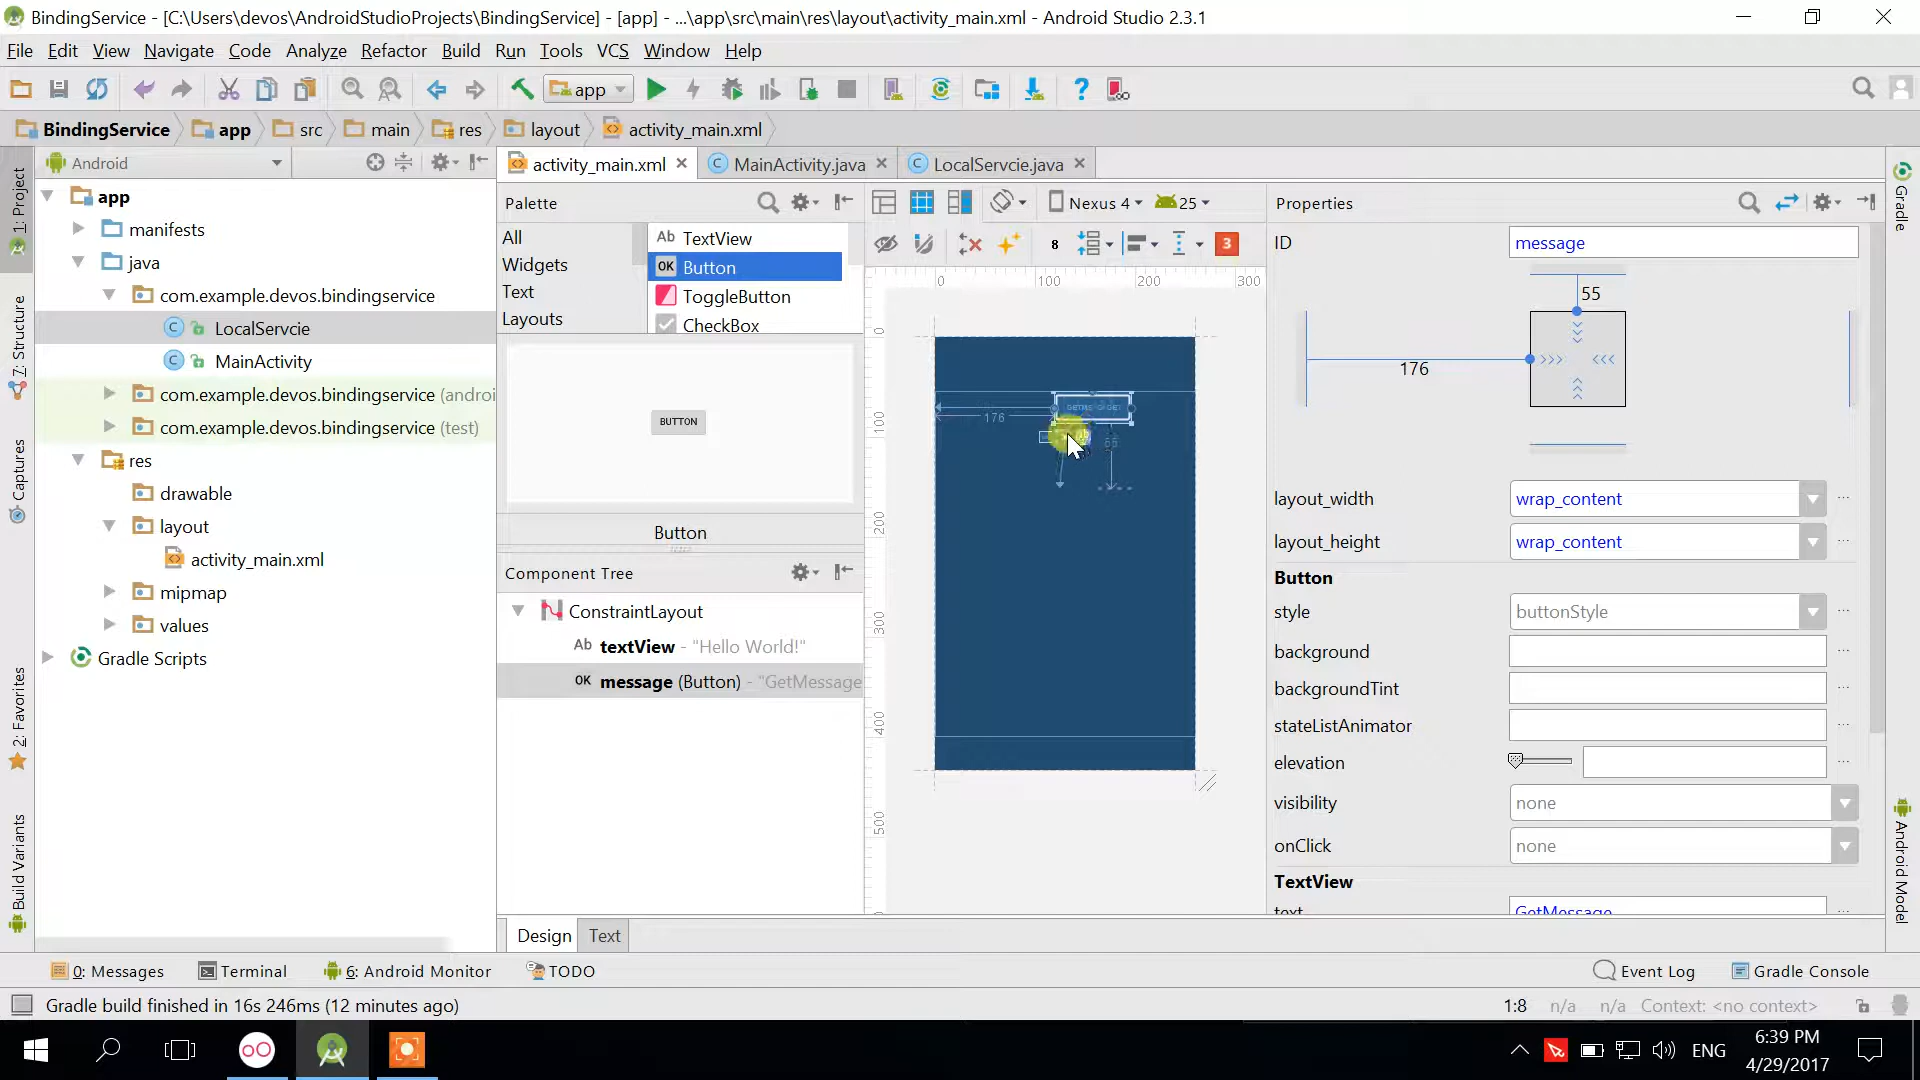 BindingService - [C:\Users\devos\AndroidStudioProjects\BindingService] - [app] - ...\app\src\main\res\layout\activity_main.xml - Android Studio 2.3.1
File Edit View Navigate Code Analyze Refactor Build Run Tools VCS Window Help
app
BindingService app src main res layout activity_main.xml
Android
activity_main.xml MainActivity.java LocalServcie.java
1: Project
7: Structure
Captures
2: Favorites
Build Variants
app
manifests
java
com.example.devos.bindingservice
LocalServcie
MainActivity
com.example.devos.bindingservice (androi
com.example.devos.bindingservice (test)
res
drawable
layout
activity_main.xml
mipmap
values
Gradle Scripts
Palette
All
Widgets
Text
Layouts
Ab TextView
OK Button
ToggleButton
CheckBox
BUTTON
Button
Component Tree
ConstraintLayout
Ab textView - "Hello World!"
OK message (Button) - "GetMessage
Nexus 4 25
8 3
0 100 200 300
0
100
200
300
400
500
176
55
Properties
ID message
55
176
layout_width wrap_content
layout_height wrap_content
Button
style buttonStyle
background
backgroundTint
stateListAnimator
elevation
visibility none
onClick none
TextView
text GetMessage
Gradle
Android Model
Design Text
0: Messages Terminal 6: Android Monitor TODO Event Log Gradle Console
Gradle build finished in 16s 246ms (12 minutes ago) 1:8 n/a n/a Context: <no context>
ENG
6:39 PM
4/29/2017